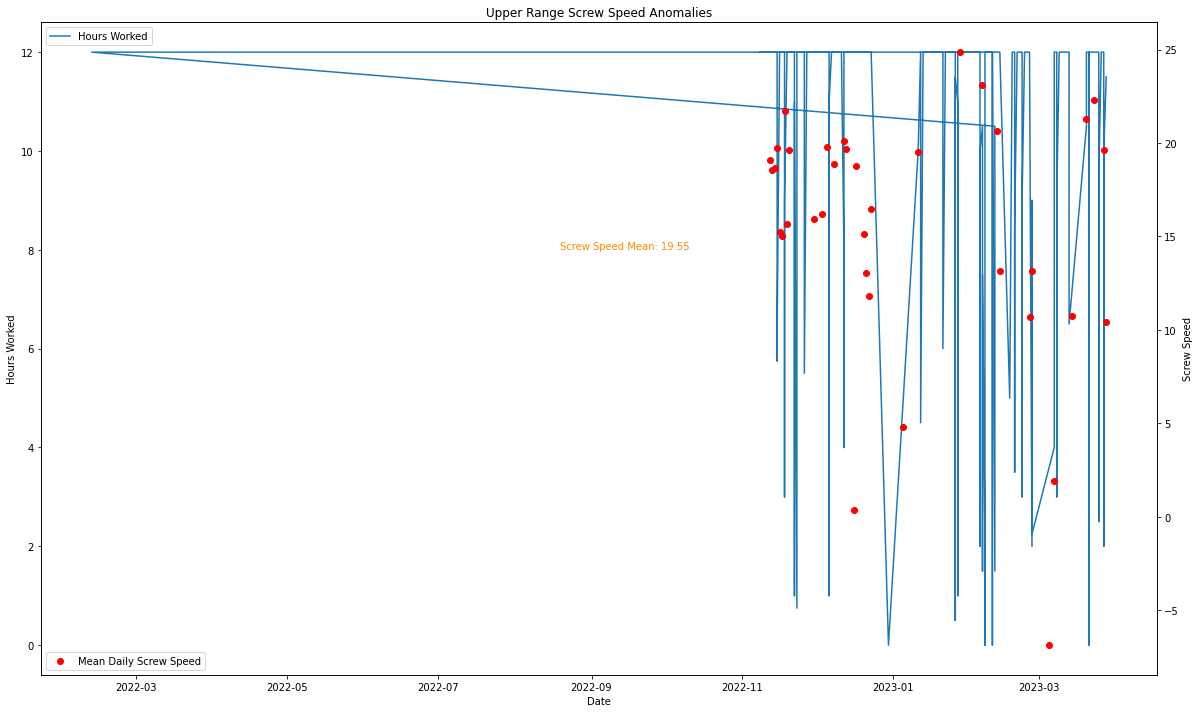 Upper Range Screw Speed Anomalies
Hours Worked
12
10
8
6
4
2
0
Hours Worked
Screw Speed Mean: 19.55
25
20
15
10
5
0
−5
Screw Speed
Mean Daily Screw Speed
2022-03 2022-05 2022-07 2022-09 2022-11 2023-01 2023-03
Date